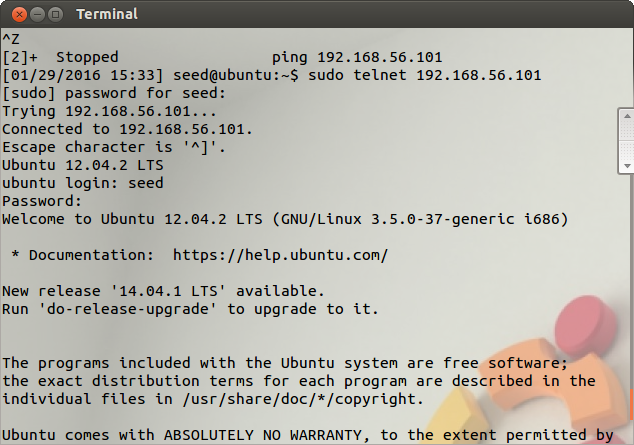 Terminal
^Z
[2]+  Stopped                 ping 192.168.56.101
[01/29/2016 15:33] seed@ubuntu:~$ sudo telnet 192.168.56.101
[sudo] password for seed:
Trying 192.168.56.101...
Connected to 192.168.56.101.
Escape character is '^]'.
Ubuntu 12.04.2 LTS
ubuntu login: seed
Password:
Welcome to Ubuntu 12.04.2 LTS (GNU/Linux 3.5.0-37-generic i686)
 * Documentation:  https://help.ubuntu.com/
New release '14.04.1 LTS' available.
Run 'do-release-upgrade' to upgrade to it.
The programs included with the Ubuntu system are free software;
the exact distribution terms for each program are described in the
individual files in /usr/share/doc/*/copyright.
Ubuntu comes with ABSOLUTELY NO WARRANTY, to the extent permitted by